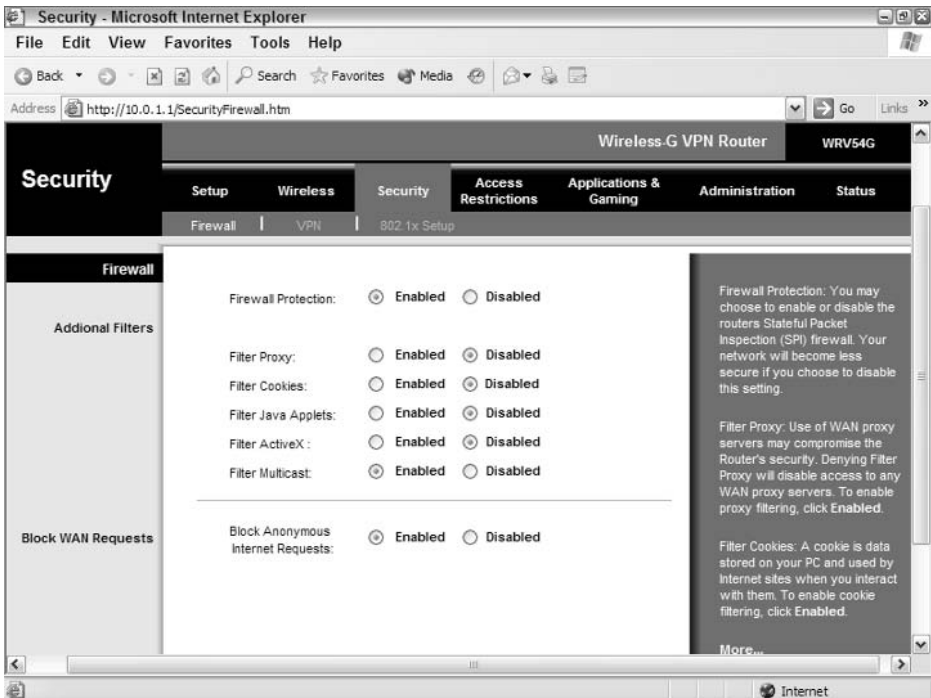 Security - Microsoft Internet Explorer
File Edit View Favorites Tools Help
Back Search Favorites Media
Address http://10.0.1.1/SecurityFirewall.htm Go Links »
Wireless-G VPN Router WRV54G
Security
Setup Wireless Security Access Restrictions Applications & Gaming Administration Status
Firewall | VPN | 802.1x Setup
Firewall
Firewall Protection: Enabled Disabled
Addional Filters
Filter Proxy: Enabled Disabled
Filter Cookies: Enabled Disabled
Filter Java Applets: Enabled Disabled
Filter ActiveX : Enabled Disabled
Filter Multicast: Enabled Disabled
Block WAN Requests
Block Anonymous
Internet Requests: Enabled Disabled
Firewall Protection: You may
choose to enable or disable the
routers Stateful Packet
Inspection (SPI) firewall. Your
network will become less
secure if you choose to disable
this setting.
Filter Proxy: Use of WAN proxy
servers may compromise the
Router's security. Denying Filter
Proxy will disable access to any
WAN proxy servers. To enable
proxy filtering, click Enabled.
Filter Cookies: A cookie is data
stored on your PC and used by
Internet sites when you interact
with them. To enable cookie
filtering, click Enabled.
More...
Internet